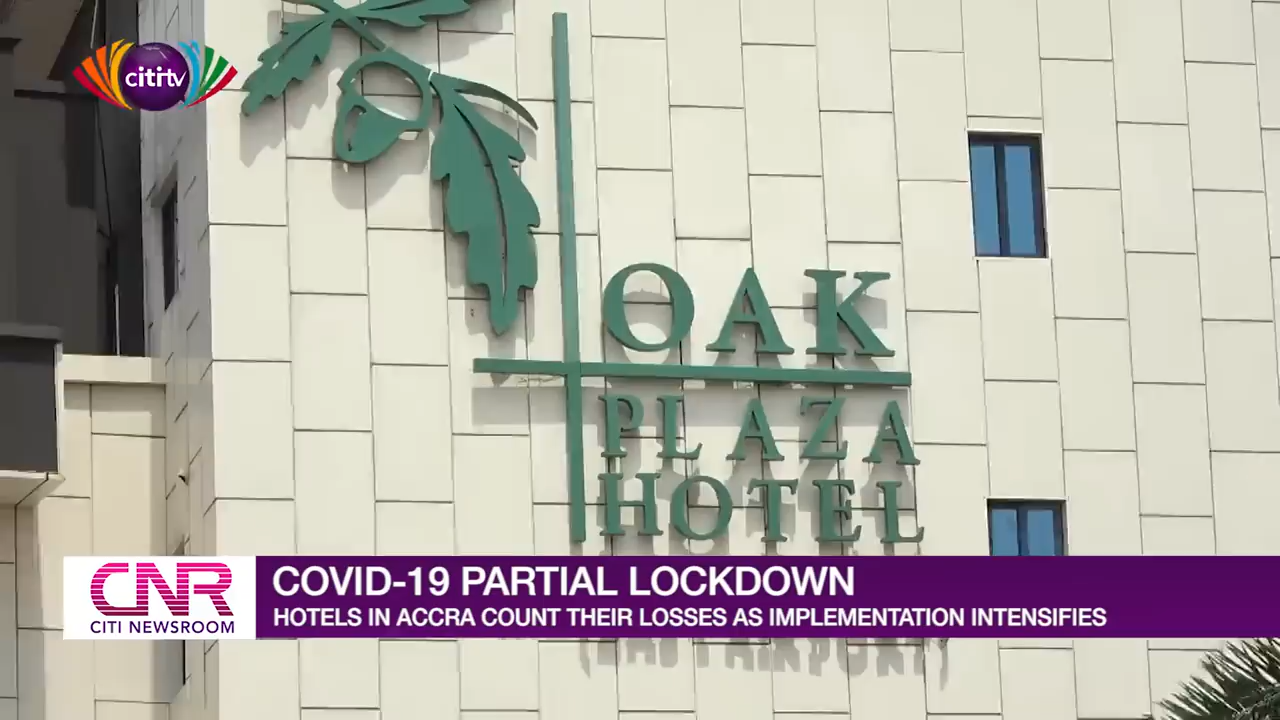 citi tv
OAK
PLAZA
HOTEL
CNR
CITI NEWSROOM
COVID-19 PARTIAL LOCKDOWN
HOTELS IN ACCRA COUNT THEIR LOSSES AS IMPLEMENTATION INTENSIFIES